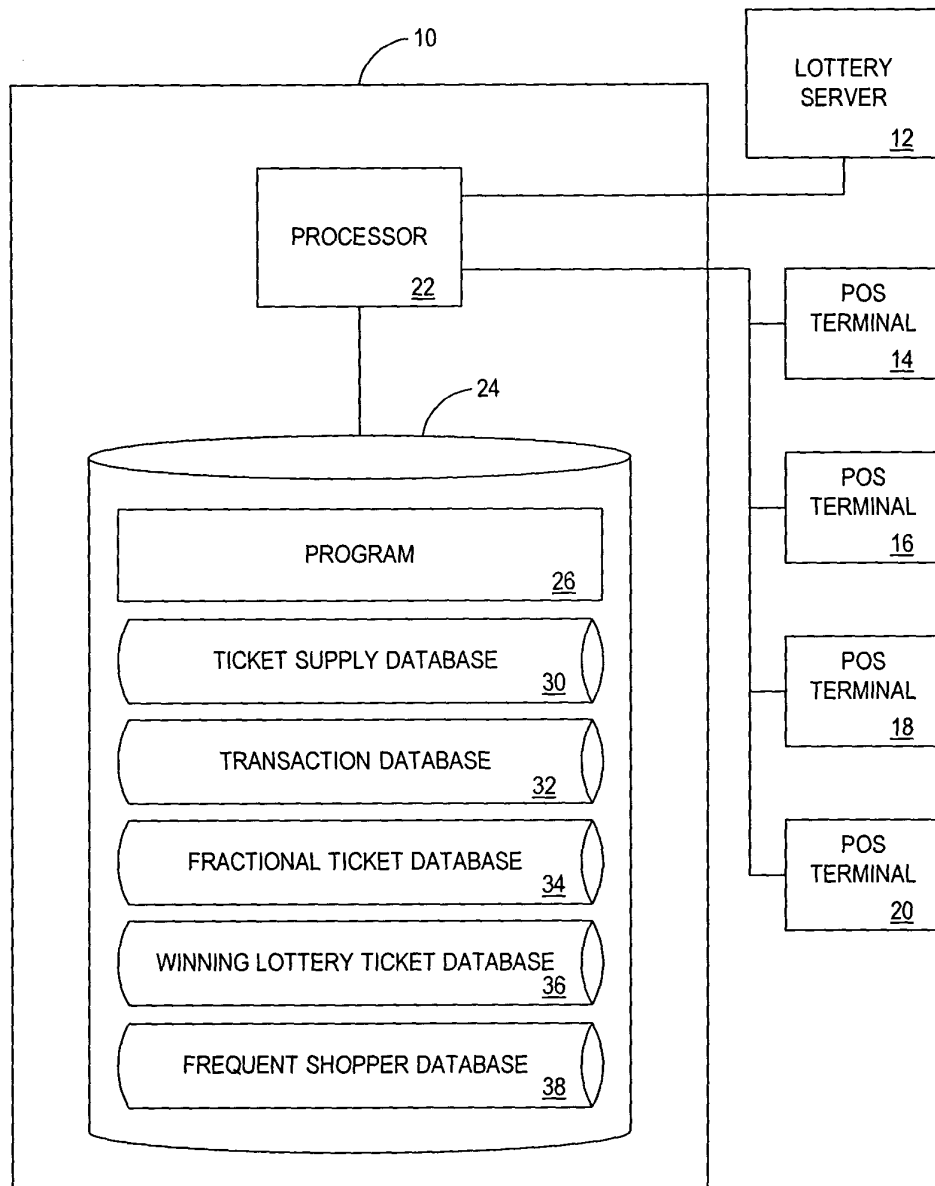 10
LOTTERY
SERVER
12
PROCESSOR
22
POS
TERMINAL
14
24
POS
TERMINAL
16
PROGRAM
26
TICKET SUPPLY DATABASE
30
POS
TERMINAL
18
TRANSACTION DATABASE
32
FRACTIONAL TICKET DATABASE
34
POS
TERMINAL
20
WINNING LOTTERY TICKET DATABASE
36
FREQUENT SHOPPER DATABASE
38